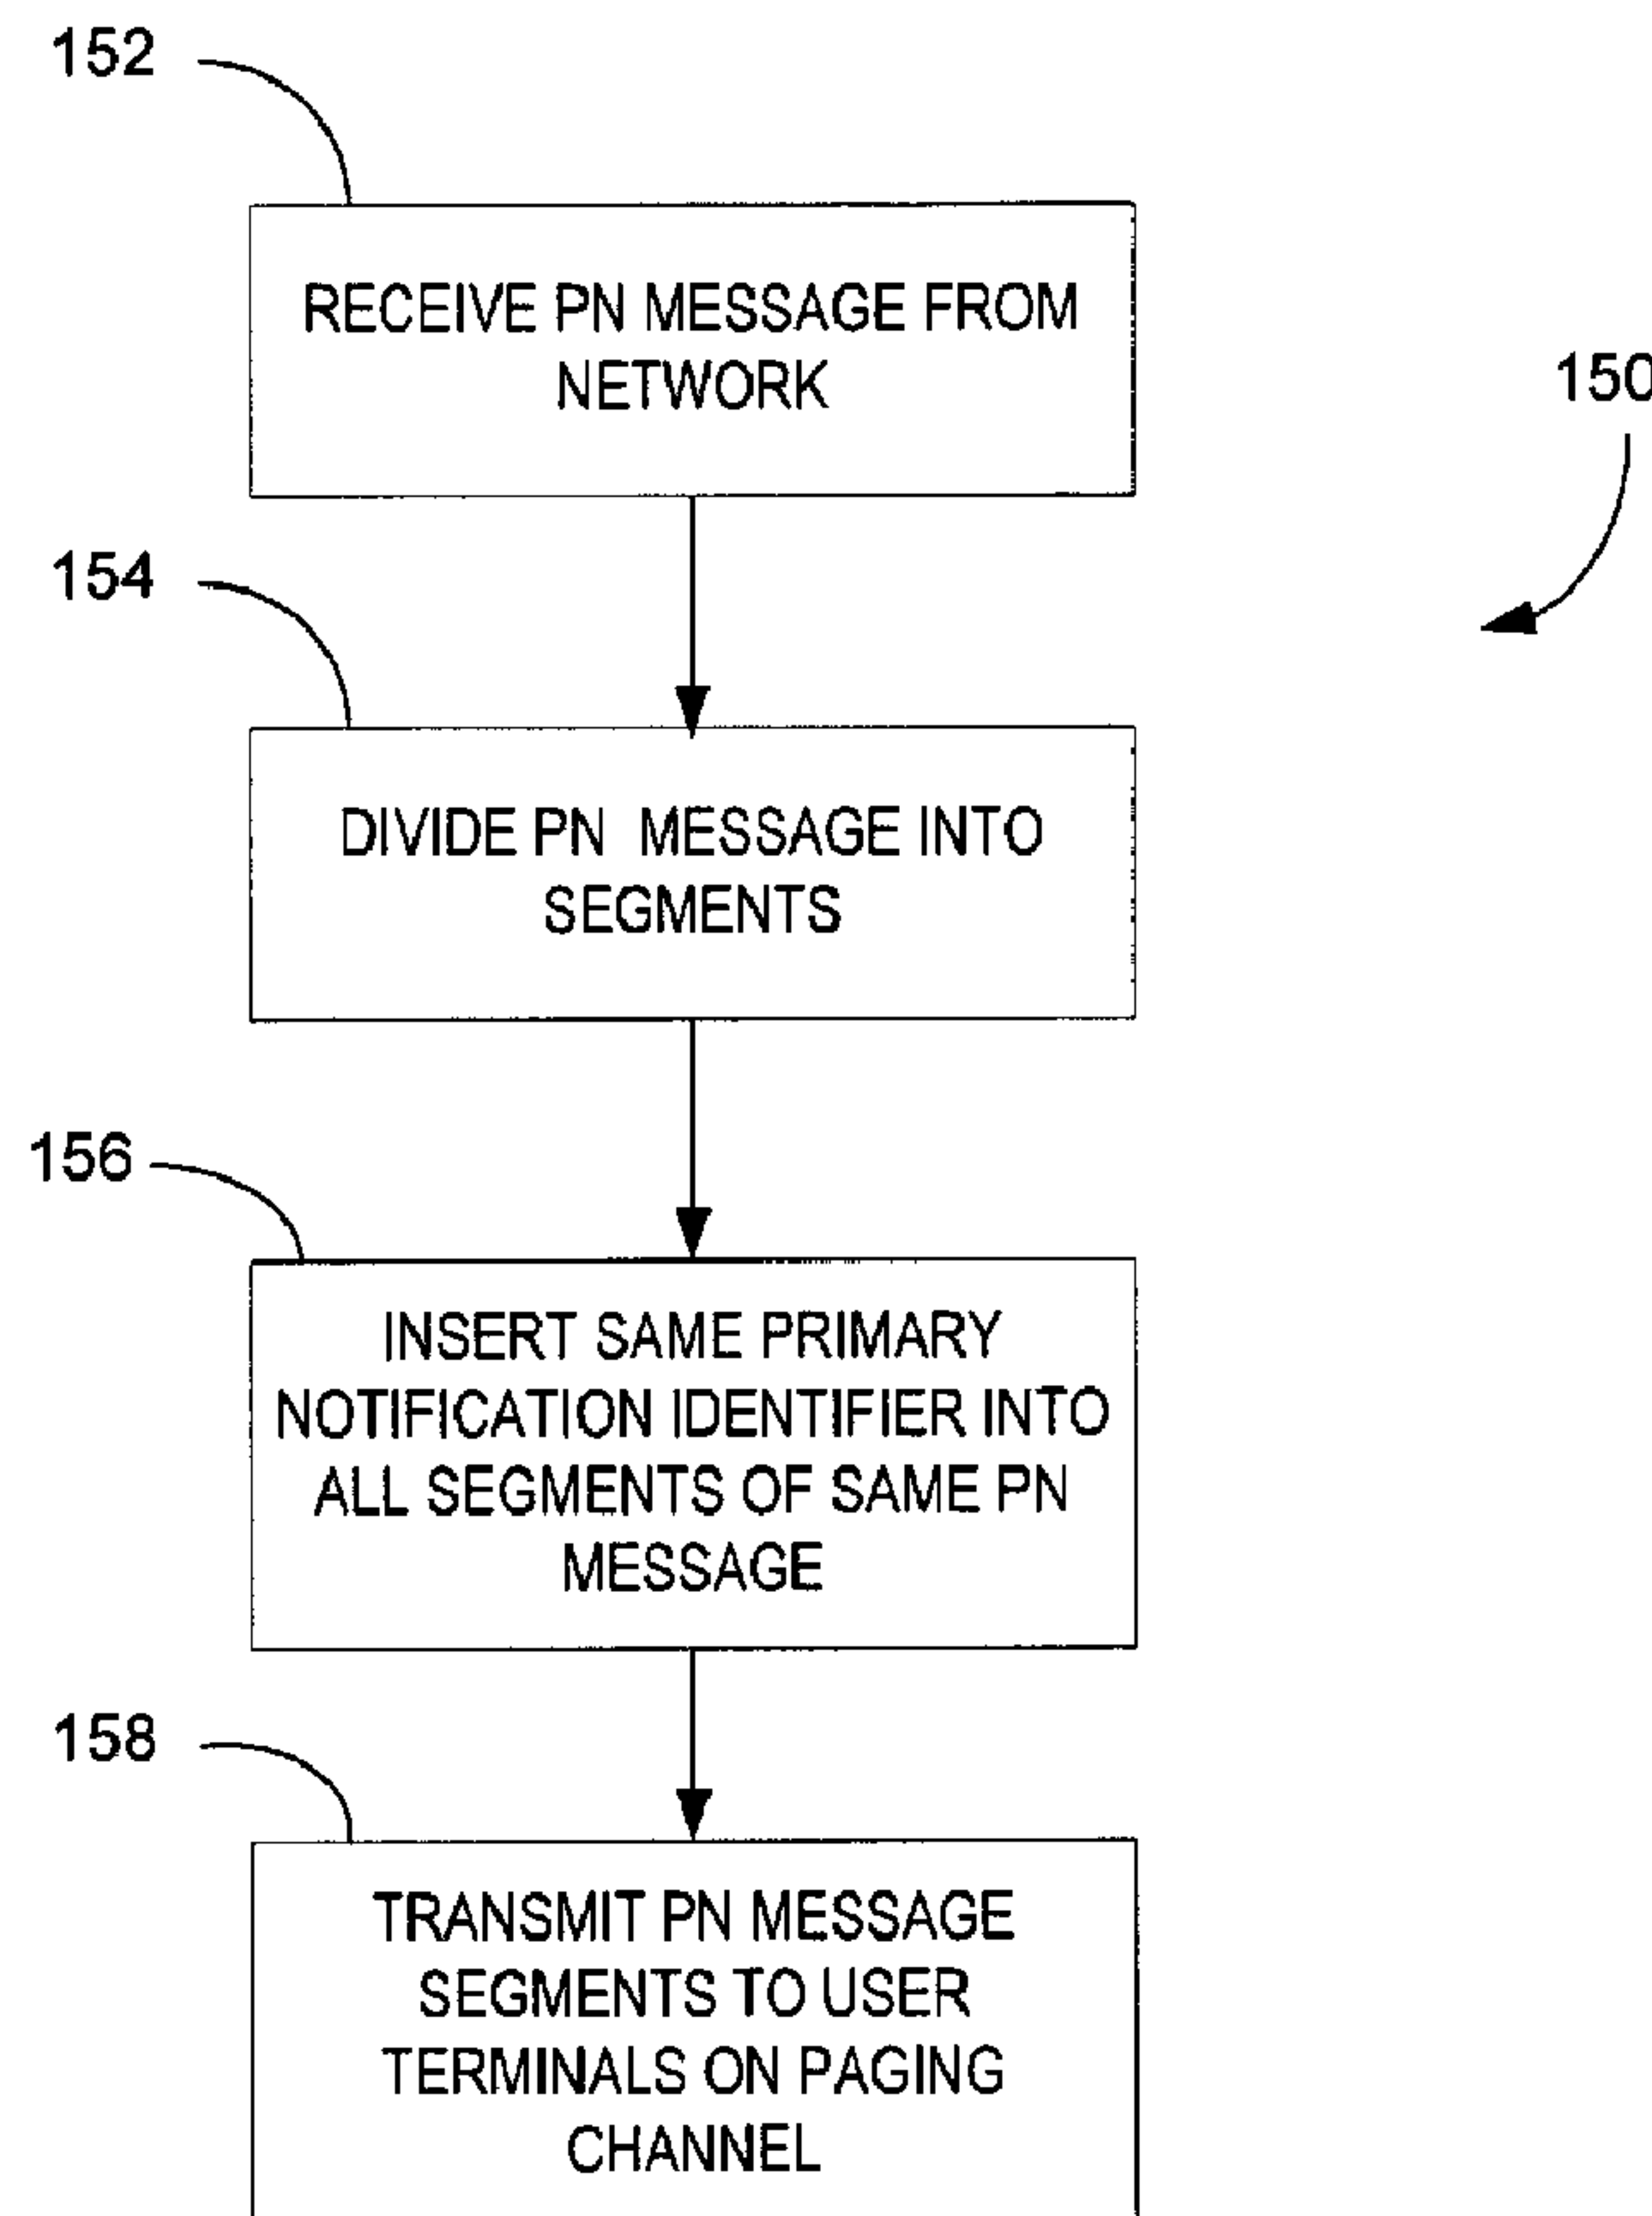 152
RECEIVE PN MESSAGE FROM
NETWORK
150
154
DIVIDE PN MESSAGE INTO
SEGMENTS
156
INSERT SAME PRIMARY
NOTIFICATION IDENTIFIER INTO
ALL SEGMENTS OF SAME PN
MESSAGE
158
TRANSMIT PN MESSAGE
SEGMENTS TO USER
TERMINALS ON PAGING
CHANNEL